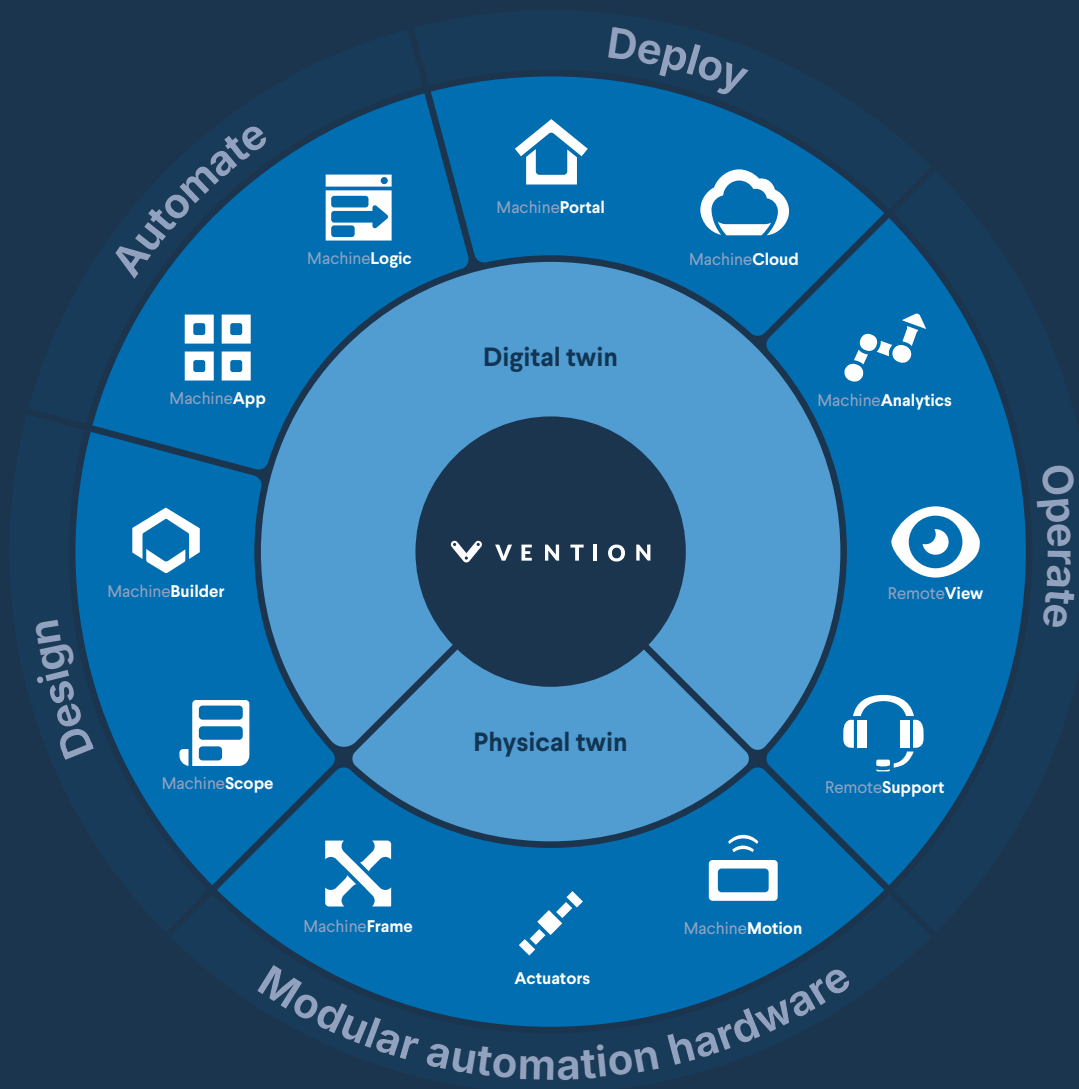 Deploy
Automate
MachinePortal
MachineLogic
MachineCloud
Digital twin
MachineApp
MachineAnalytics
Operate
VENTION
MachineBuilder
RemoteView
Design
Physical twin
MachineScope
RemoteSupport
MachineFrame
MachineMotion
Actuators
Modular automation hardware